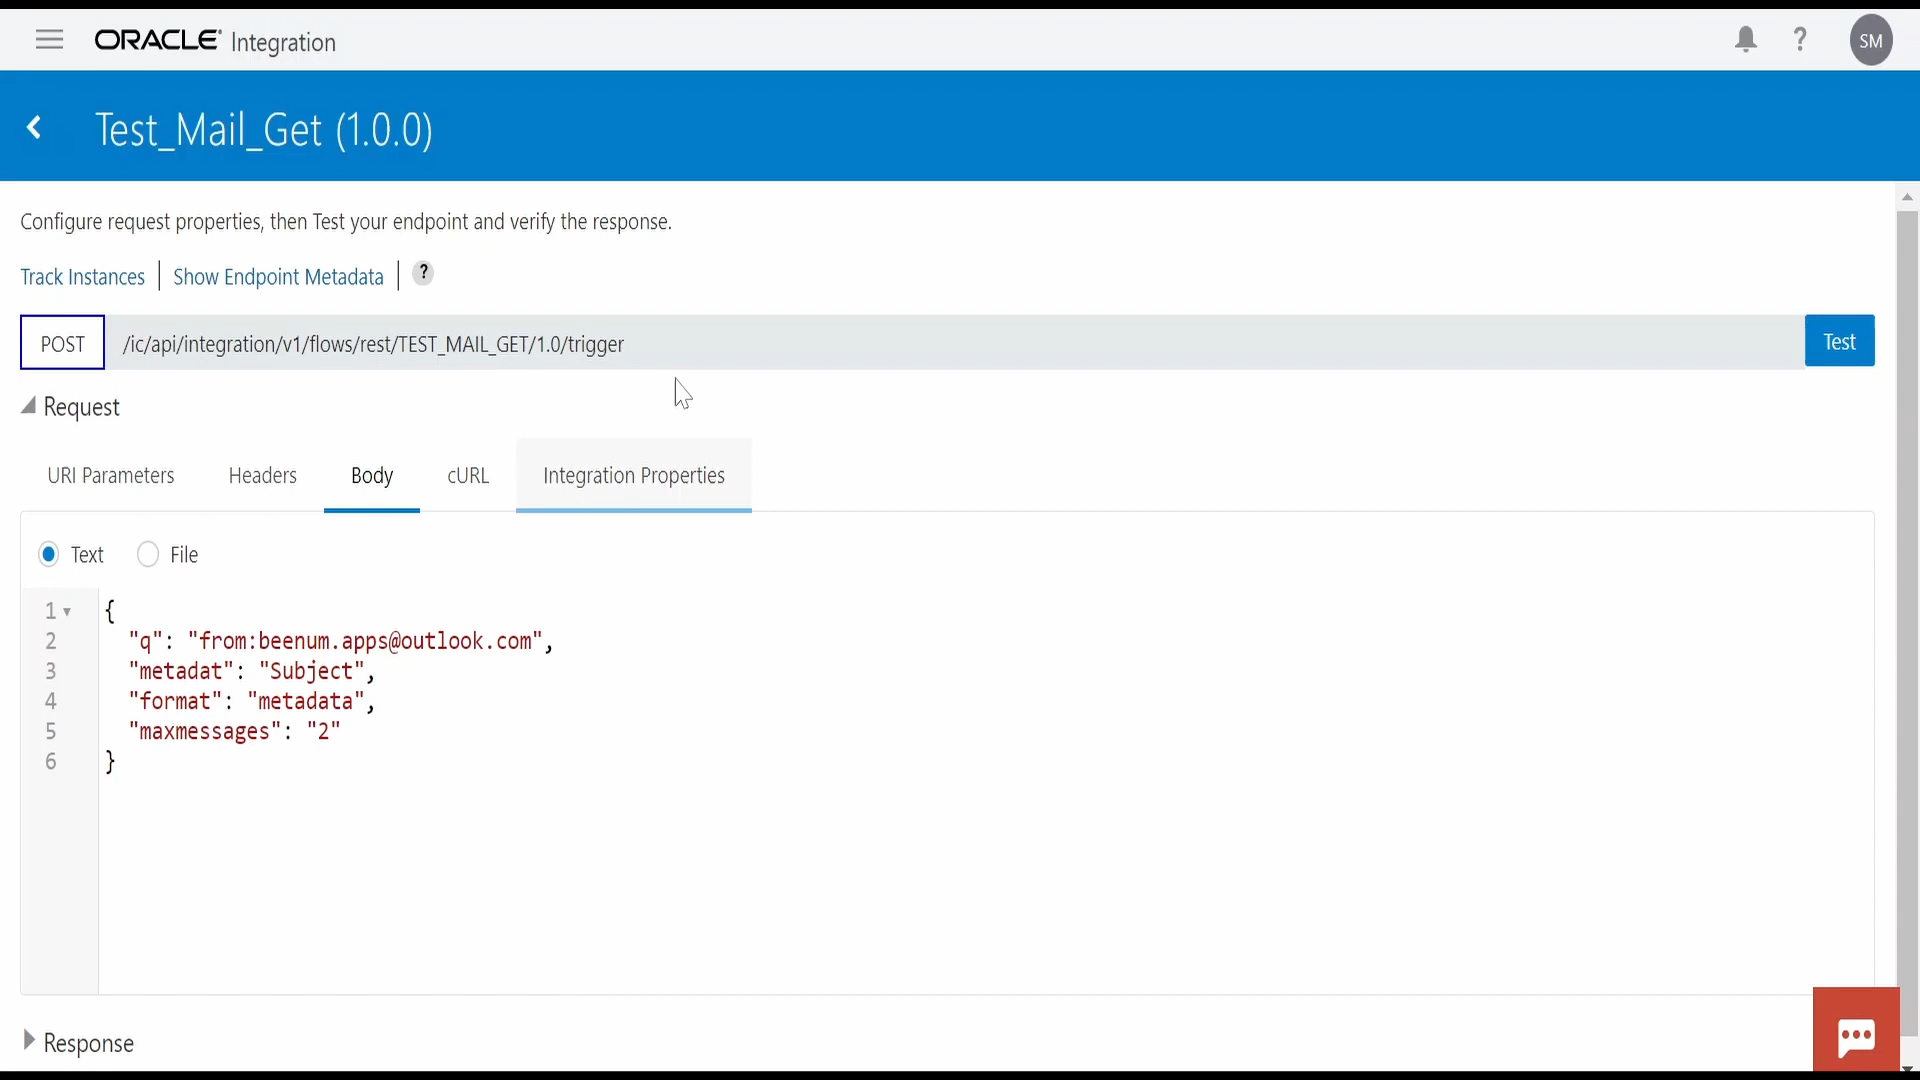 ORACLE Integration
? SM
Test_Mail_Get (1.0.0)
Configure request properties, then Test your endpoint and verify the response.
Track Instances Show Endpoint Metadata ?
POST /ic/api/integration/v1/flows/rest/TEST_MAIL_GET/1.0/trigger Test
Request
URI Parameters Headers Body cURL Integration Properties
Text File
1 {
2 "q": "from:beenum.apps@outlook.com",
3 "metadat": "Subject",
4 "format": "metadata",
5 "maxmessages": "2"
6 }
Response